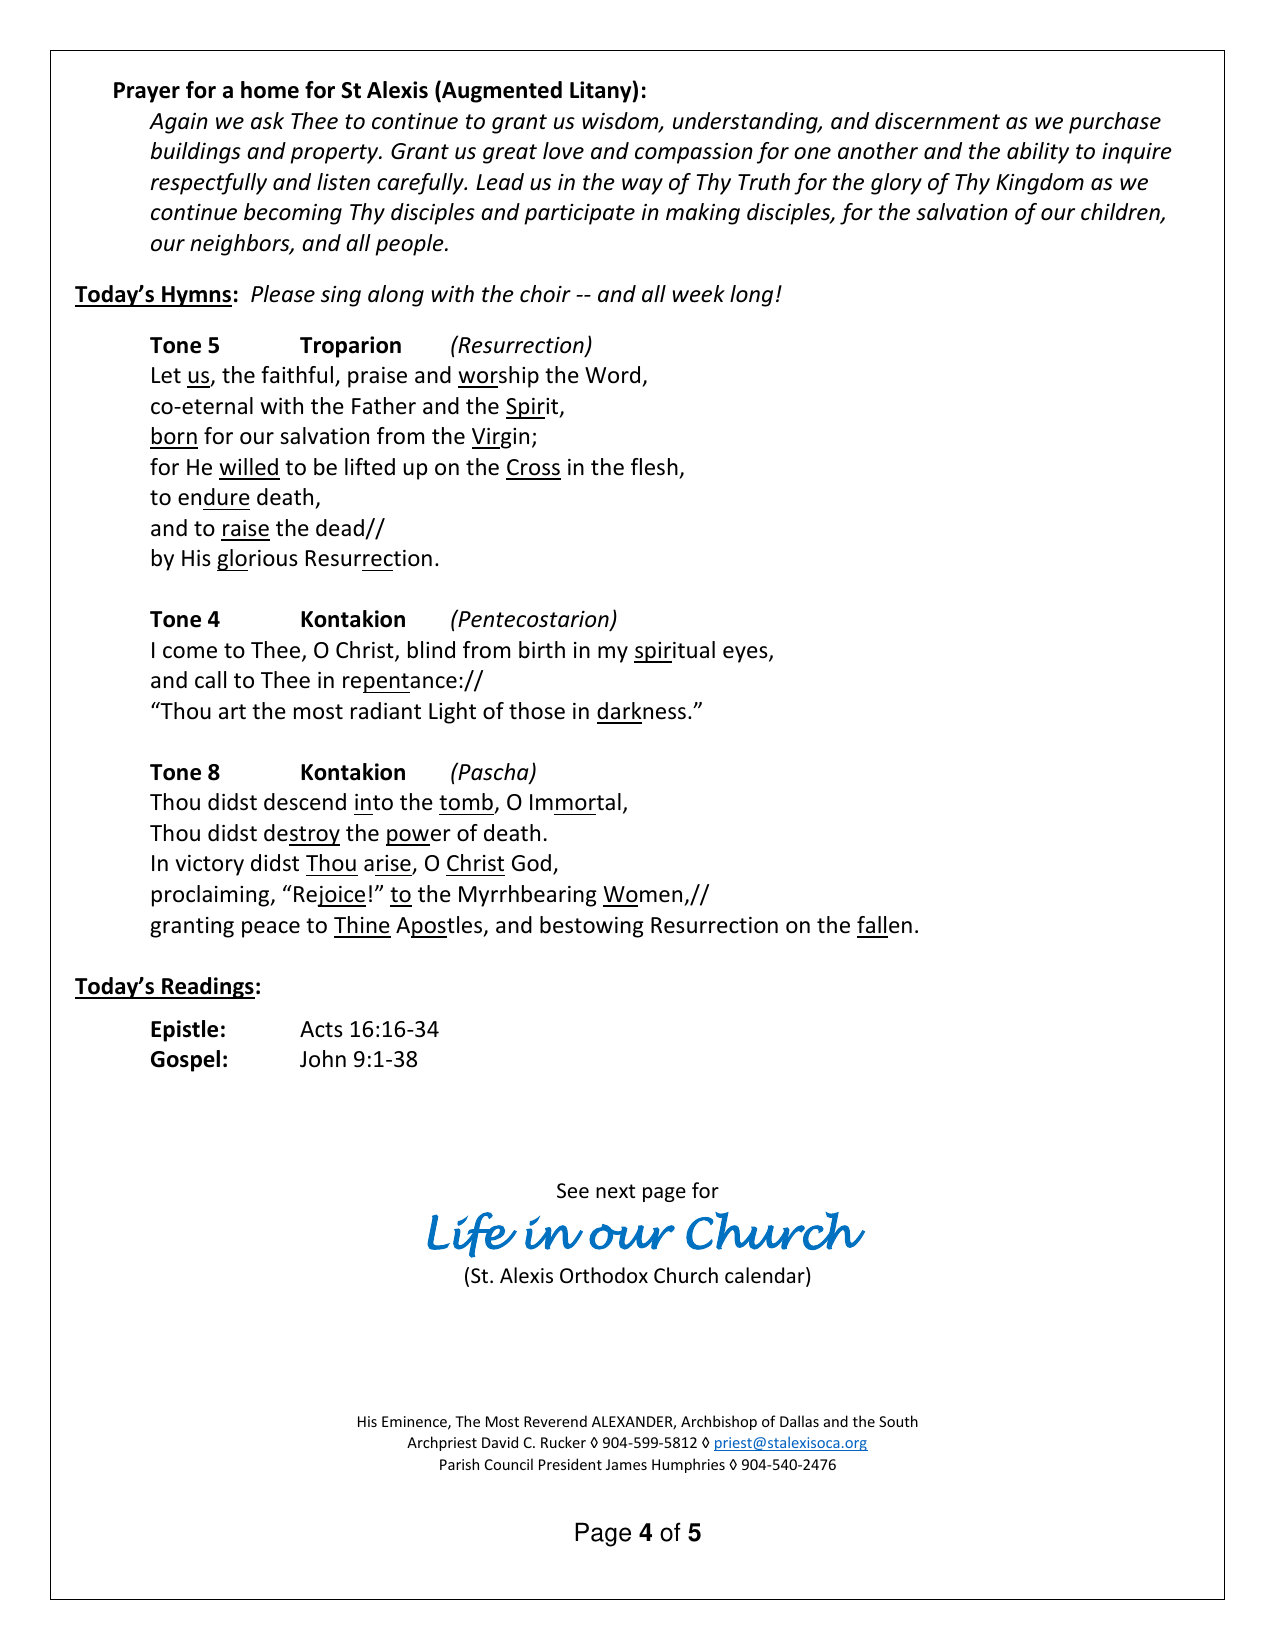 Prayer for a home for St Alexis (Augmented Litany):
Again we ask Thee to continue to grant us wisdom, understanding, and discernment as we purchase
buildings and property. Grant us great love and compassion for one another and the ability to inquire
respectfully and listen carefully. Lead us in the way of Thy Truth for the glory of Thy Kingdom as we
continue becoming Thy disciples and participate in making disciples, for the salvation of our children,
our neighbors, and all people.
Today’s Hymns: Please sing along with the choir -- and all week long!
Tone 5 Troparion (Resurrection)
Let us, the faithful, praise and worship the Word,
co-eternal with the Father and the Spirit,
born for our salvation from the Virgin;
for He willed to be lifted up on the Cross in the flesh,
to endure death,
and to raise the dead//
by His glorious Resurrection.
Tone 4 Kontakion (Pentecostarion)
I come to Thee, O Christ, blind from birth in my spiritual eyes,
and call to Thee in repentance://
“Thou art the most radiant Light of those in darkness.”
Tone 8 Kontakion (Pascha)
Thou didst descend into the tomb, O Immortal,
Thou didst destroy the power of death.
In victory didst Thou arise, O Christ God,
proclaiming, “Rejoice!” to the Myrrhbearing Women,//
granting peace to Thine Apostles, and bestowing Resurrection on the fallen.
Today’s Readings:
Epistle: Acts 16:16-34
Gospel: John 9:1-38
See next page for
Life in our Church
(St. Alexis Orthodox Church calendar)
His Eminence, The Most Reverend ALEXANDER, Archbishop of Dallas and the South
Archpriest David C. Rucker ◊ 904-599-5812 ◊ priest@stalexisoca.org
Parish Council President James Humphries ◊ 904-540-2476
Page 4 of 5